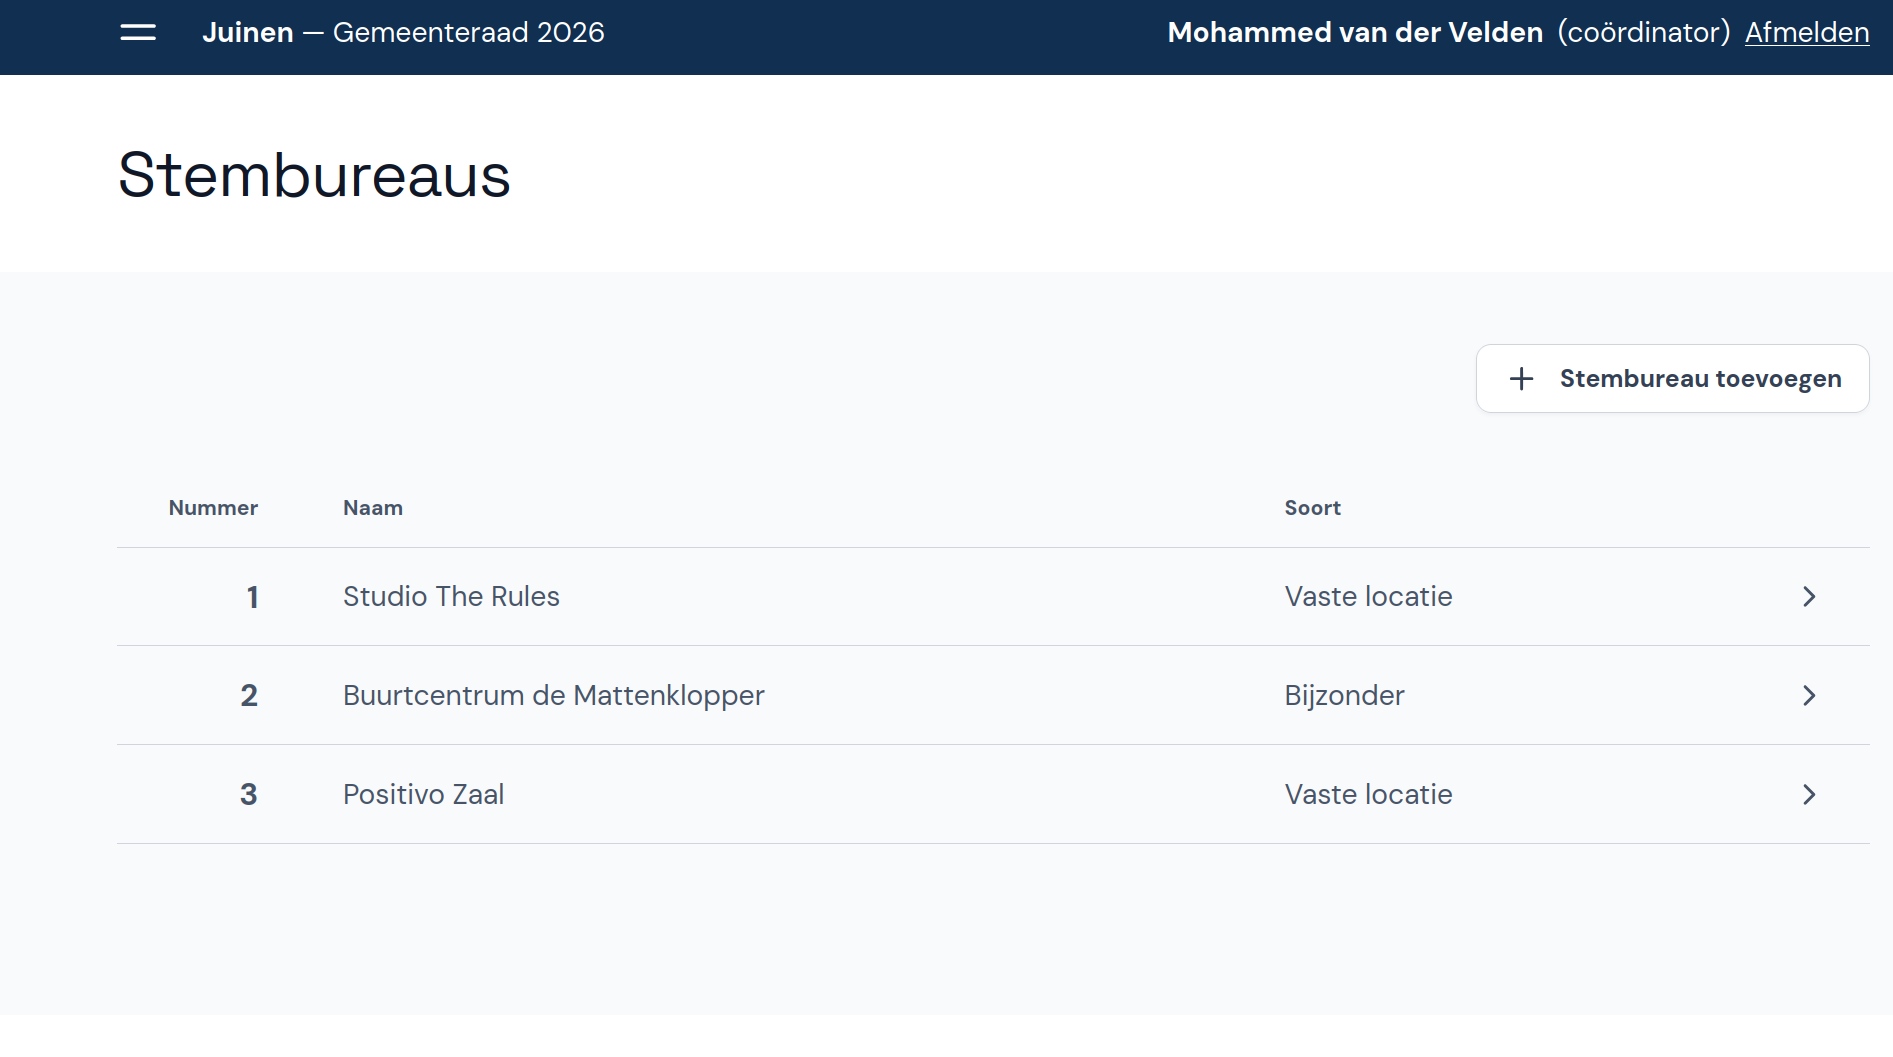 Juinen — Gemeenteraad 2026 Mohammed van der Velden (coördinator) Afmelden
Stembureaus
Stembureau toevoegen
Nummer Naam Soort
1 Studio The Rules Vaste locatie
2 Buurtcentrum de Mattenklopper Bijzonder
3 Positivo Zaal Vaste locatie